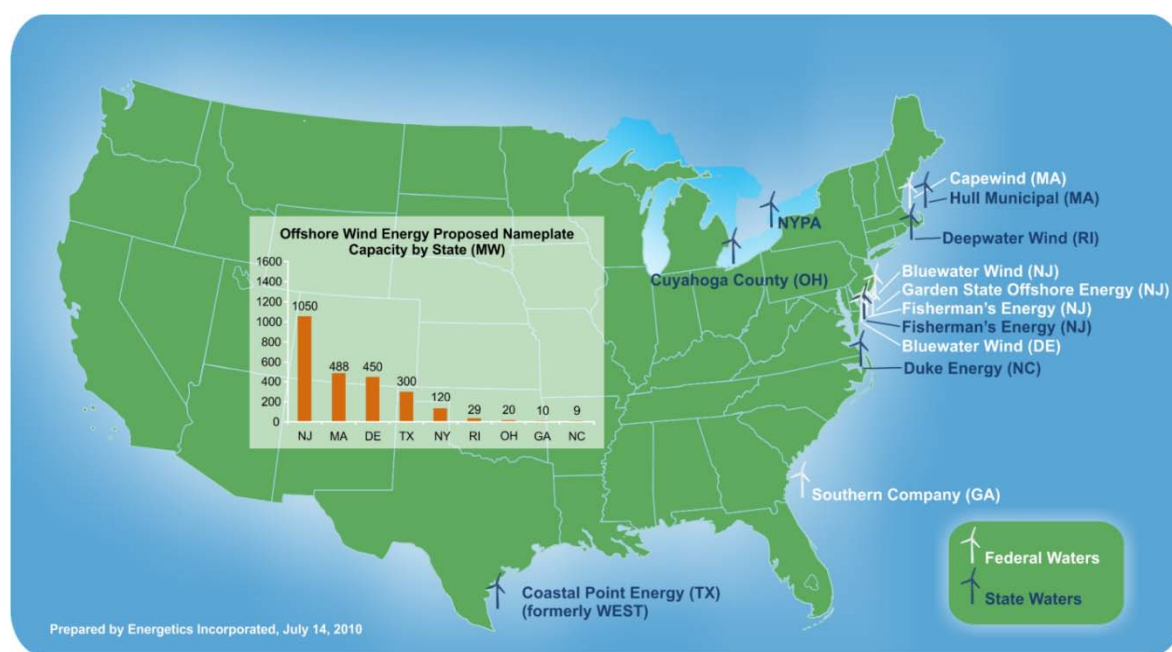 Capewind (MA)
Hull Municipal (MA)
NYPA
Deepwater Wind (RI)
Offshore Wind Energy Proposed Nameplate
Capacity by State (MW)
Cuyahoga County (OH)
Bluewater Wind (NJ)
Garden State Offshore Energy (NJ)
Fisherman's Energy (NJ)
Fisherman's Energy (NJ)
Bluewater Wind (DE)
Duke Energy (NC)
1600
1400
1200
1000
800
600
400
200
0
1050
488
450
300
120
29
20
10
9
NJ MA DE TX NY RI OH GA NC
Southern Company (GA)
Federal Waters
State Waters
Coastal Point Energy (TX)
(formerly WEST)
Prepared by Energetics Incorporated, July 14, 2010